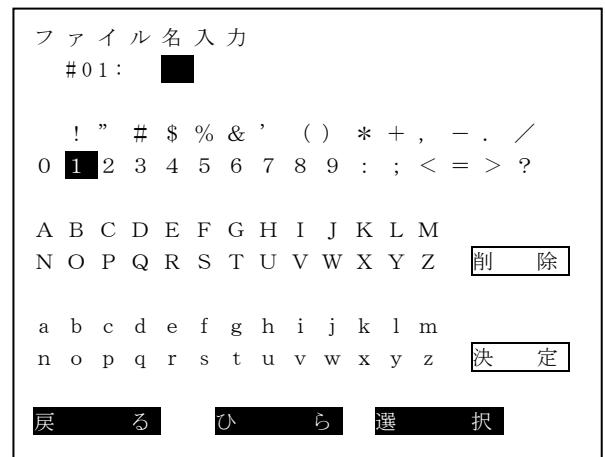 ファイル名入力
#01:
! ” # $ % & ’ ( ) * + , - . /
0 1 2 3 4 5 6 7 8 9 : ; < = > ?
A B C D E F G H I J K L M
N O P Q R S T U V W X Y Z 削 除
a b c d e f g h i j k l m
n o p q r s t u v w x y z 決 定
戻 る ひ ら 選 択